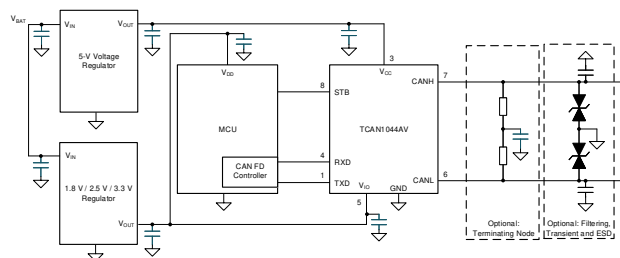 VBAT
VIN
VOUT
5-V Voltage
Regulator
3
VDD
VCC
CANH
7
8
STB
MCU
TCAN1044AV
VIN
CAN FD
Controller
4
RXD
1
TXD
VIO
GND
CANL
6
5
1.8 V / 2.5 V / 3.3 V
Regulator
VOUT
Optional:
Terminating Node
Optional: Filtering,
Transient and ESD